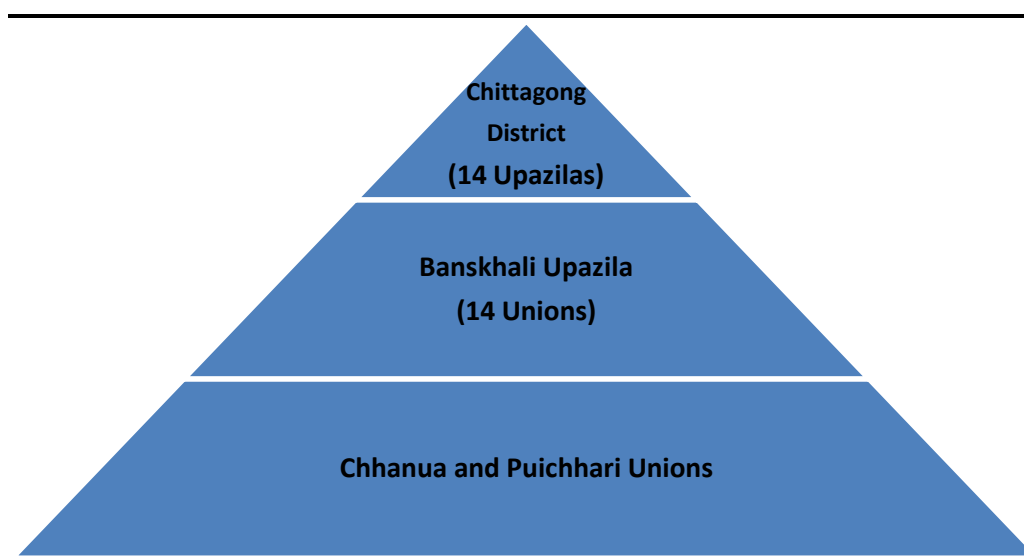 Chittagong
District
(14 Upazilas)
Banskhali Upazila
(14 Unions)
Chhanua and Puichhari Unions